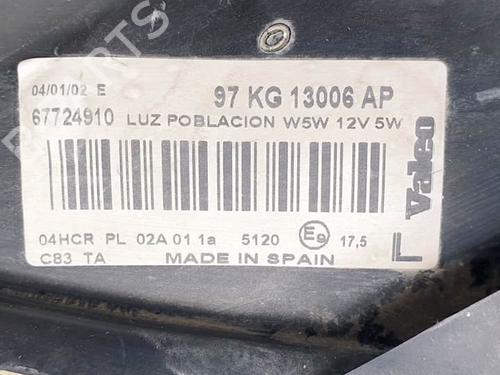 04/01/02 E
97 KG 13006 AP
67724910 LUZ POBLACION W5W 12V 5W
04HCR PL 02A 01 1a 5120 E9 17,5
C83 TA MADE IN SPAIN
Valeo
L